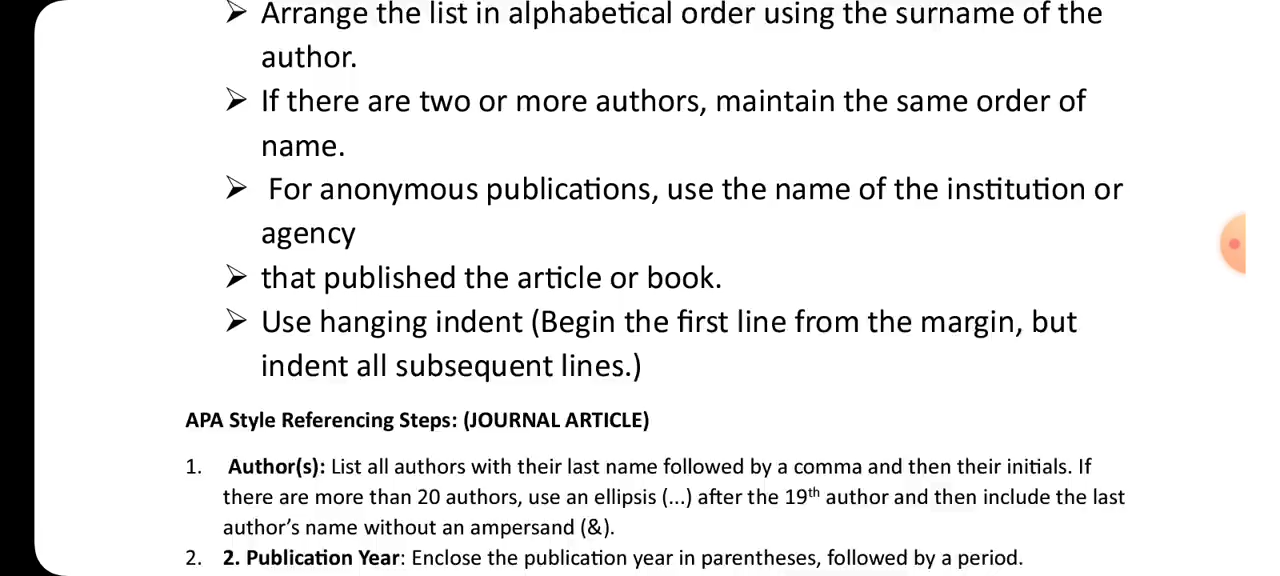 ➢ Arrange the list in alphabetical order using the surname of the
author.
➢ If there are two or more authors, maintain the same order of
name.
➢ For anonymous publications, use the name of the institution or
agency
➢ that published the article or book.
➢ Use hanging indent (Begin the first line from the margin, but
indent all subsequent lines.)
APA Style Referencing Steps: (JOURNAL ARTICLE)
1. Author(s): List all authors with their last name followed by a comma and then their initials. If
there are more than 20 authors, use an ellipsis (...) after the 19th author and then include the last
author’s name without an ampersand (&).
2. 2. Publication Year: Enclose the publication year in parentheses, followed by a period.